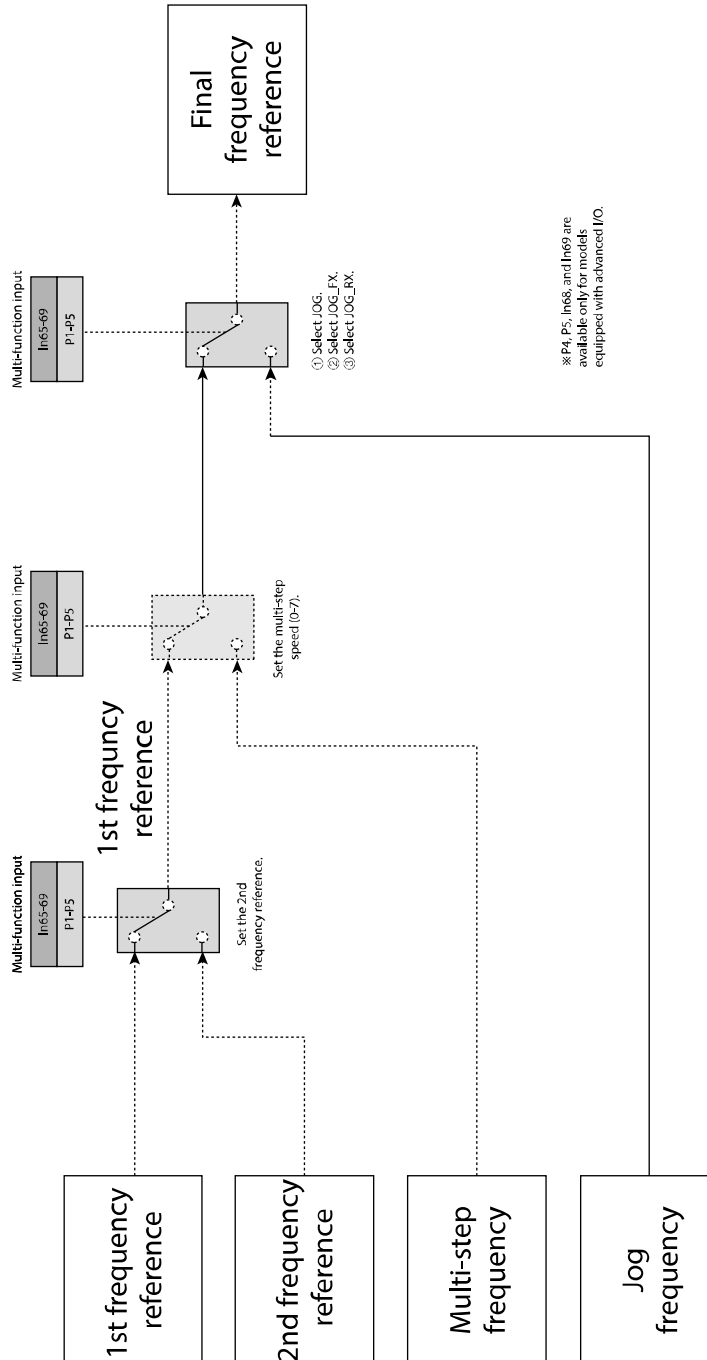 Multi-function input
In65-69
P1-P5
Multi-function input
In65-69
P1-P5
Multi-function input
In65-69
P1-P5
1st frequency
reference
2nd frequency
reference
Multi-step
frequency
Jog
frequency
Set the 2nd
frequency reference.
1st frequncy
reference
Set the multi-step
speed (0-7).
① Select JOG.
② Select JOG_FX.
③ Select JOG_RX.
Final
frequency
reference
※P4, P5, In68, and In69 are
available only for models
equipped with advanced I/O.